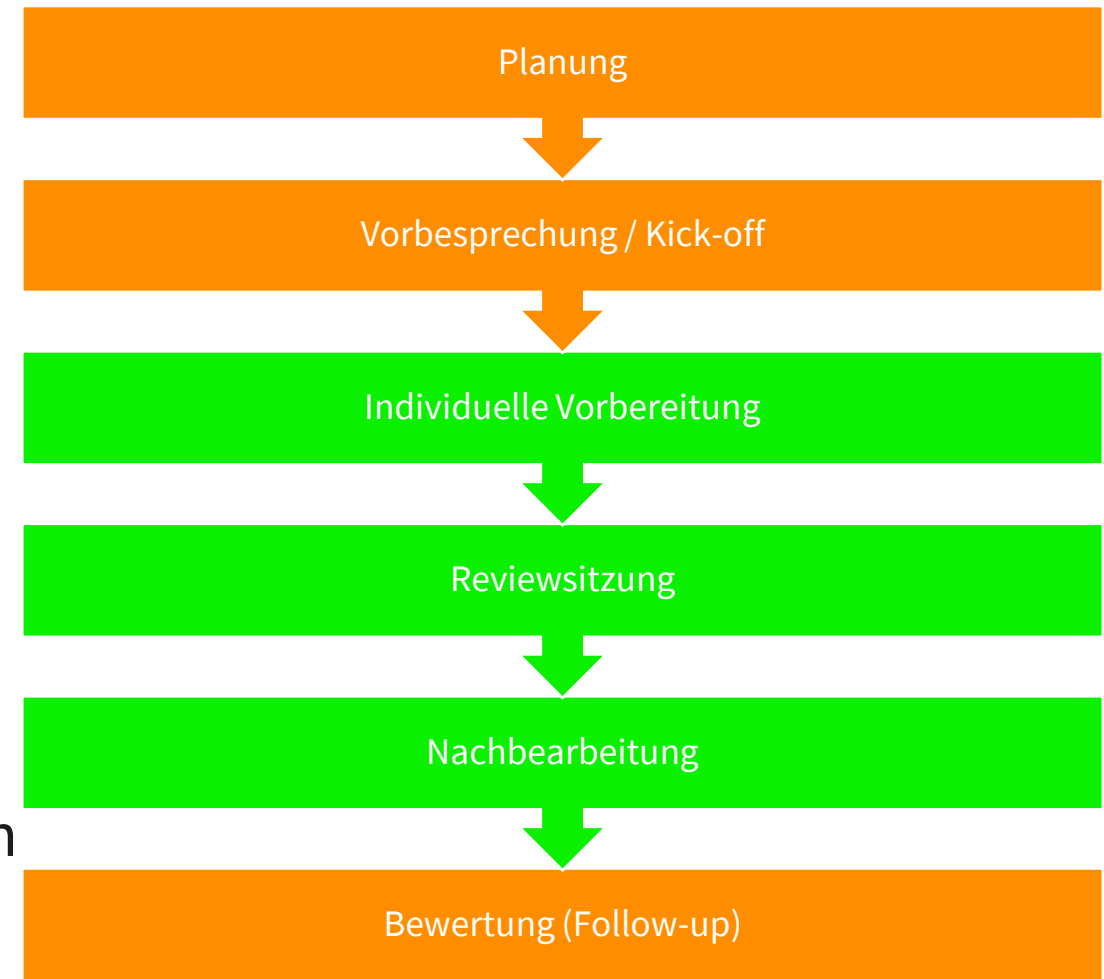 Planung
Vorbesprechung / Kick-off
Individuelle Vorbereitung
Reviewsitzung
Nachbearbeitung
Bewertung (Follow-up)